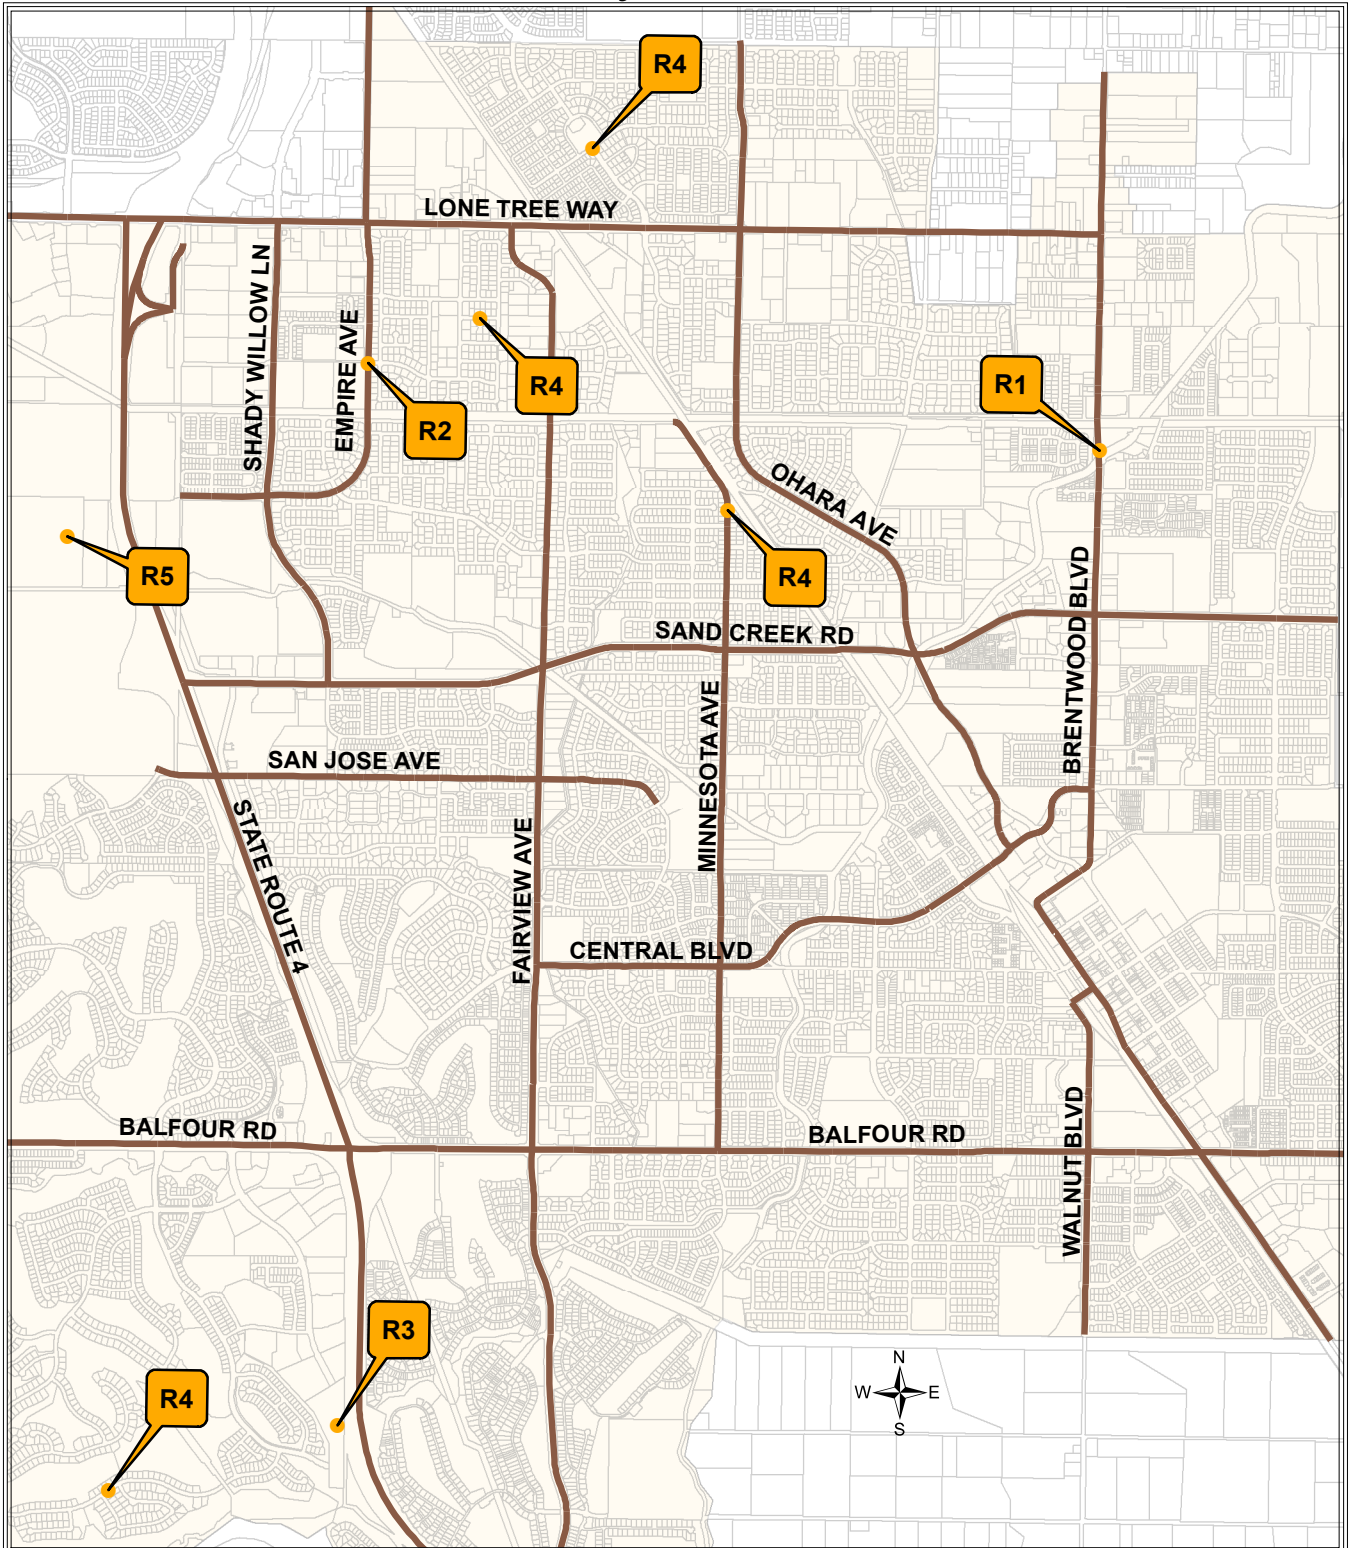 R4
LONE TREE WAY
SHADY WILLOW LN
EMPIRE AVE
R4
R1
R2
OHARA AVE
R5
R4
BRENTWOOD BLVD
SAND CREEK RD
MINNESOTA AVE
SAN JOSE AVE
STATE ROUTE 4
FAIRVIEW AVE
CENTRAL BLVD
BALFOUR RD
BALFOUR RD
WALNUT BLVD
R3
N
W E
S
R4